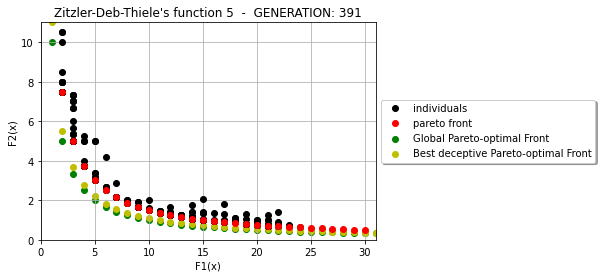 Zitzler-Deb-Thiele's function 5 - GENERATION: 391
F2(x)
10
8
6
4
2
0
0 5 10 15 20 25 30
F1(x)
individuals
pareto front
Global Pareto-optimal Front
Best deceptive Pareto-optimal Front